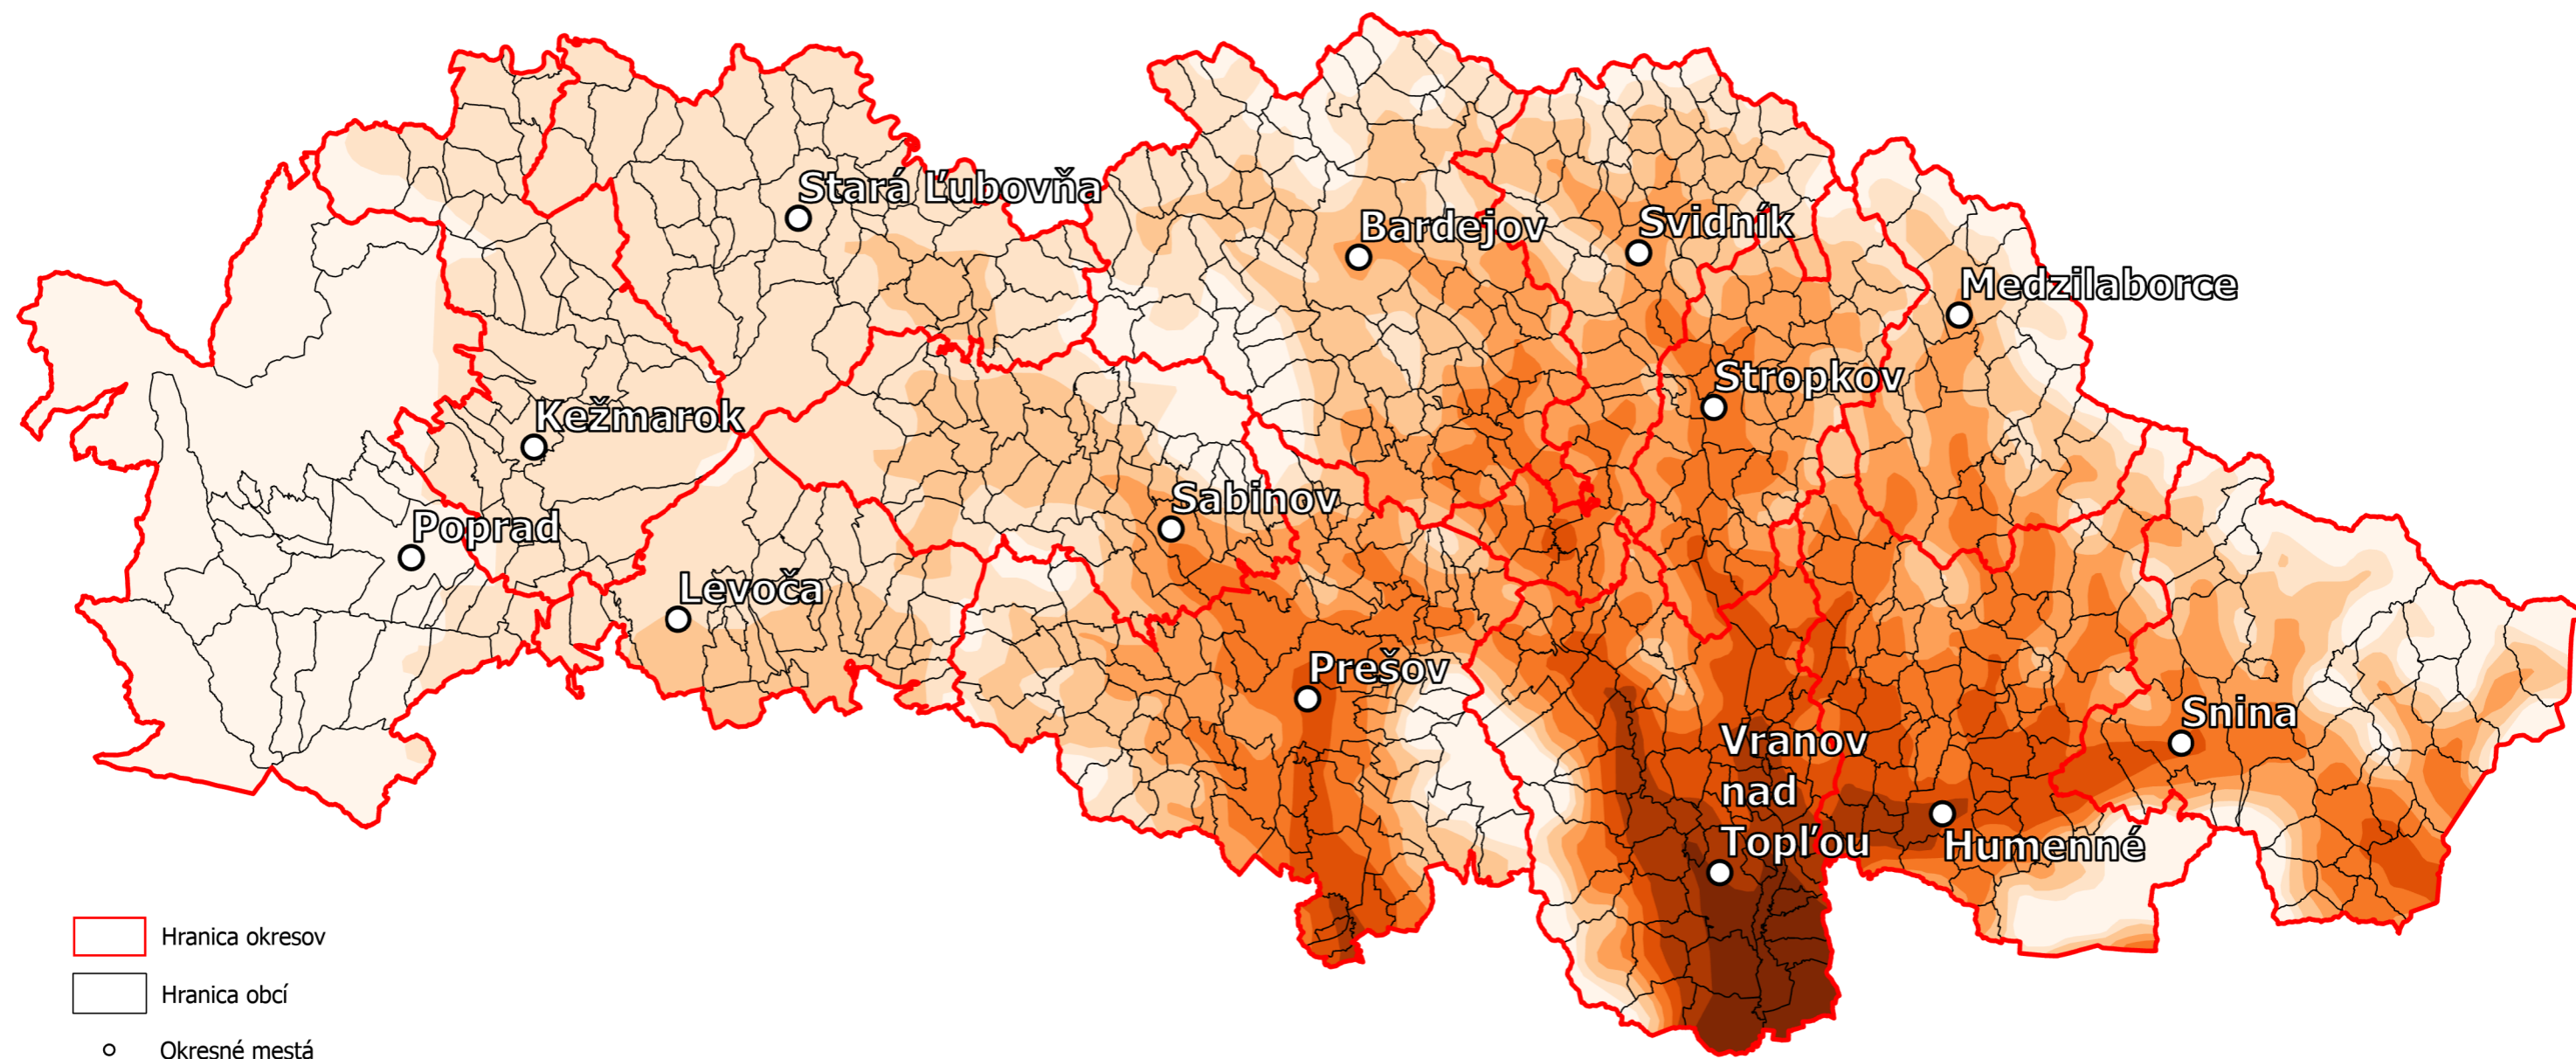 Stará Ľubovňa
Bardejov
Svidník
Medzilaborce
Stropkov
Kežmarok
Sabinov
Poprad
Levoča
Prešov
Snina
Vranov
nad
Topľou
Humenné
Hranica okresov
Hranica obcí
Okresné mestá